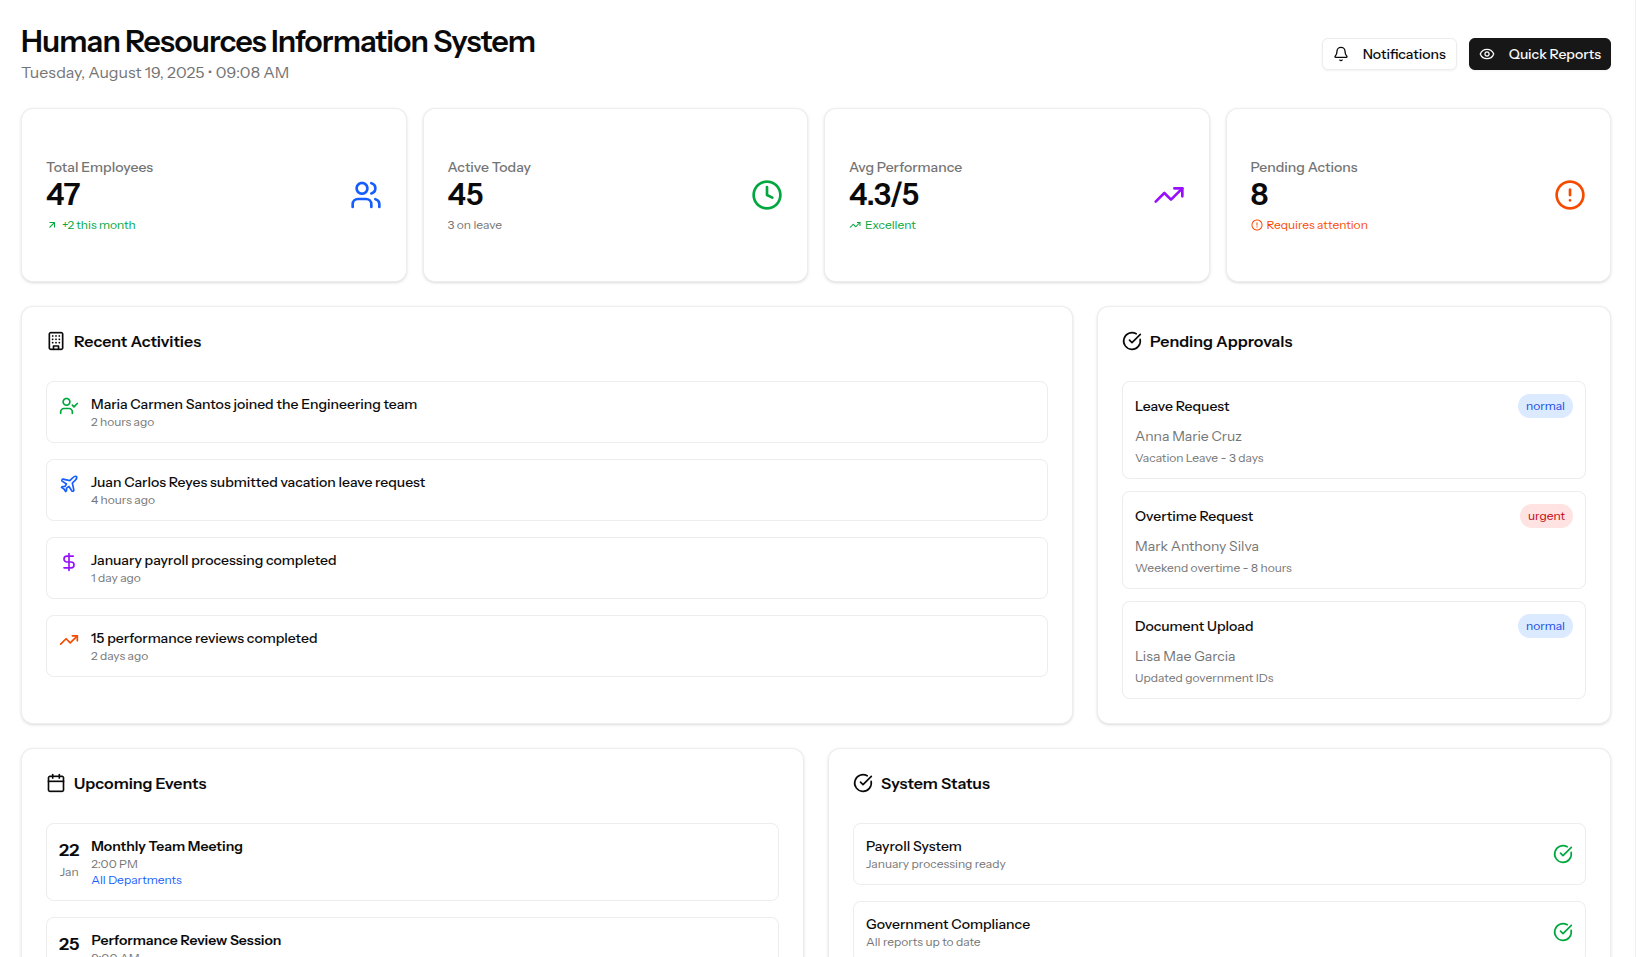 Human Resources Information System
Tuesday, August 19, 2025 • 09:08 AM
Notifications
Quick Reports
Total Employees
47
+2 this month
Active Today
45
3 on leave
Avg Performance
4.3/5
Excellent
Pending Actions
8
Requires attention
Recent Activities
Maria Carmen Santos joined the Engineering team
2 hours ago
Juan Carlos Reyes submitted vacation leave request
4 hours ago
January payroll processing completed
1 day ago
15 performance reviews completed
2 days ago
Pending Approvals
Leave Request
normal
Anna Marie Cruz
Vacation Leave - 3 days
Overtime Request
urgent
Mark Anthony Silva
Weekend overtime - 8 hours
Document Upload
normal
Lisa Mae Garcia
Updated government IDs
Upcoming Events
22
Jan
Monthly Team Meeting
2:00 PM
All Departments
25
Performance Review Session
System Status
Payroll System
January processing ready
Government Compliance
All reports up to date